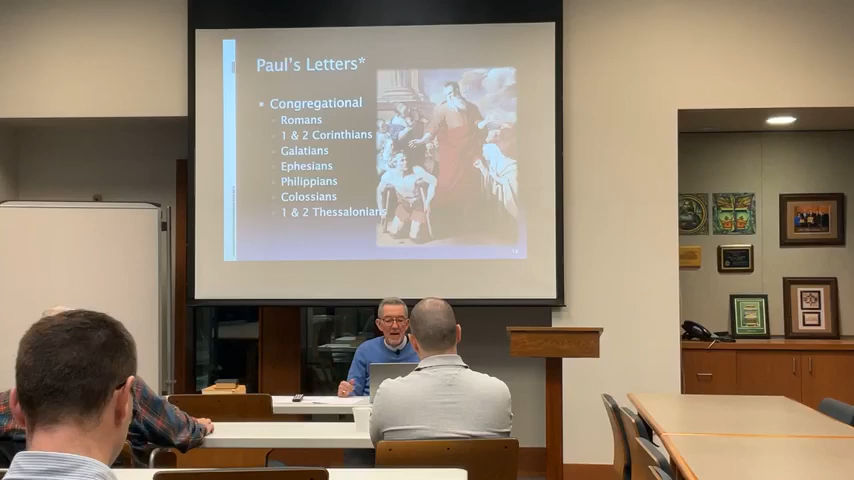 Paul's Letters*
Congregational
Romans
1 & 2 Corinthians
Galatians
Ephesians
Philippians
Colossians
1 & 2 Thessalonians